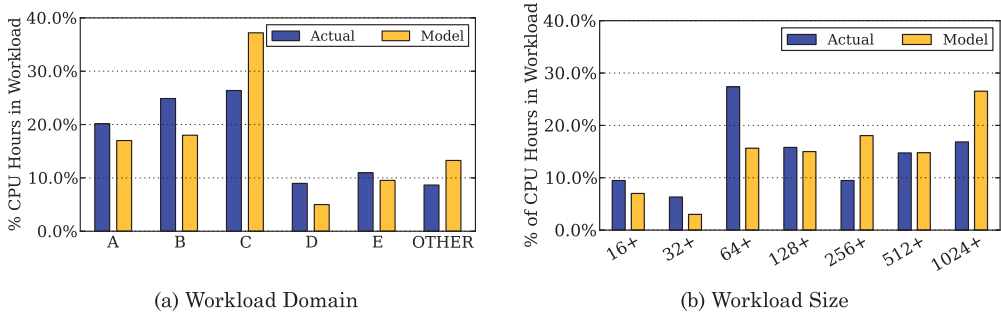 % CPU Hours in Workload
40.0%
30.0%
20.0%
10.0%
0.0%
Actual Model
A B C D E OTHER
(a) Workload Domain
% of CPU Hours in Workload
40.0%
30.0%
20.0%
10.0%
0.0%
Actual Model
16+ 32+ 64+ 128+ 256+ 512+ 1024+
(b) Workload Size